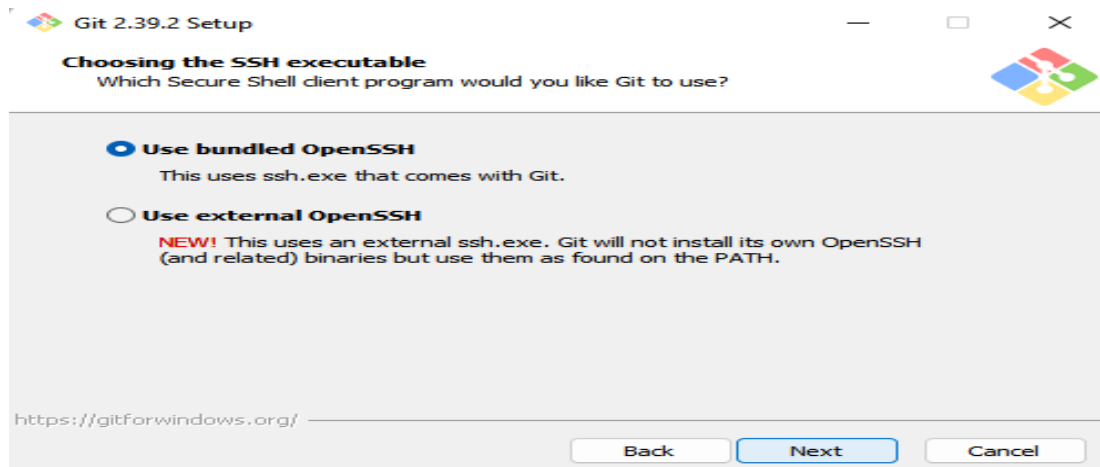 Git 2.39.2 Setup
Choosing the SSH executable
Which Secure Shell client program would you like Git to use?
Use bundled OpenSSH
This uses ssh.exe that comes with Git.
Use external OpenSSH
NEW! This uses an external ssh.exe. Git will not install its own OpenSSH
(and related) binaries but use them as found on the PATH.
https://gitforwindows.org/
Back Next Cancel